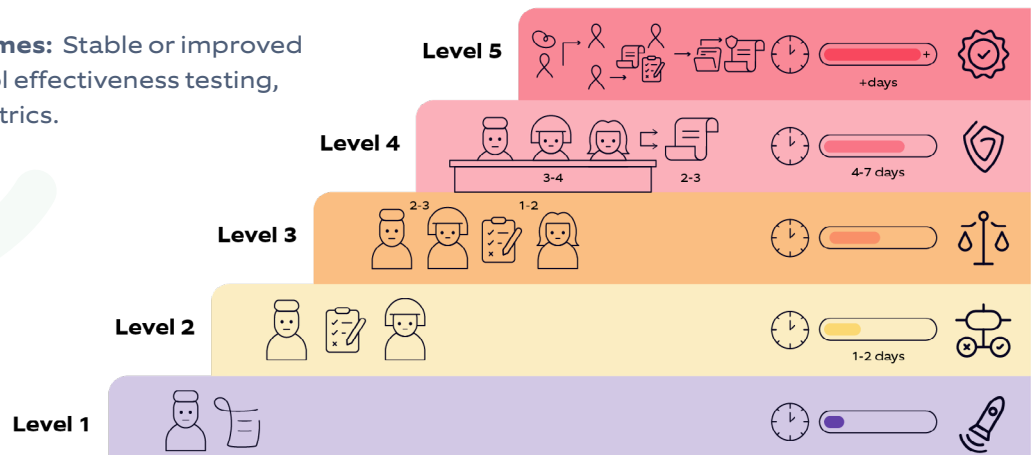 mes: Stable or improved
ol effectiveness testing,
trics.
Level 5
+
+days
Level 4
3-4
2-3
4-7 days
Level 3
2-3
1-2
Level 2
1-2 days
Level 1